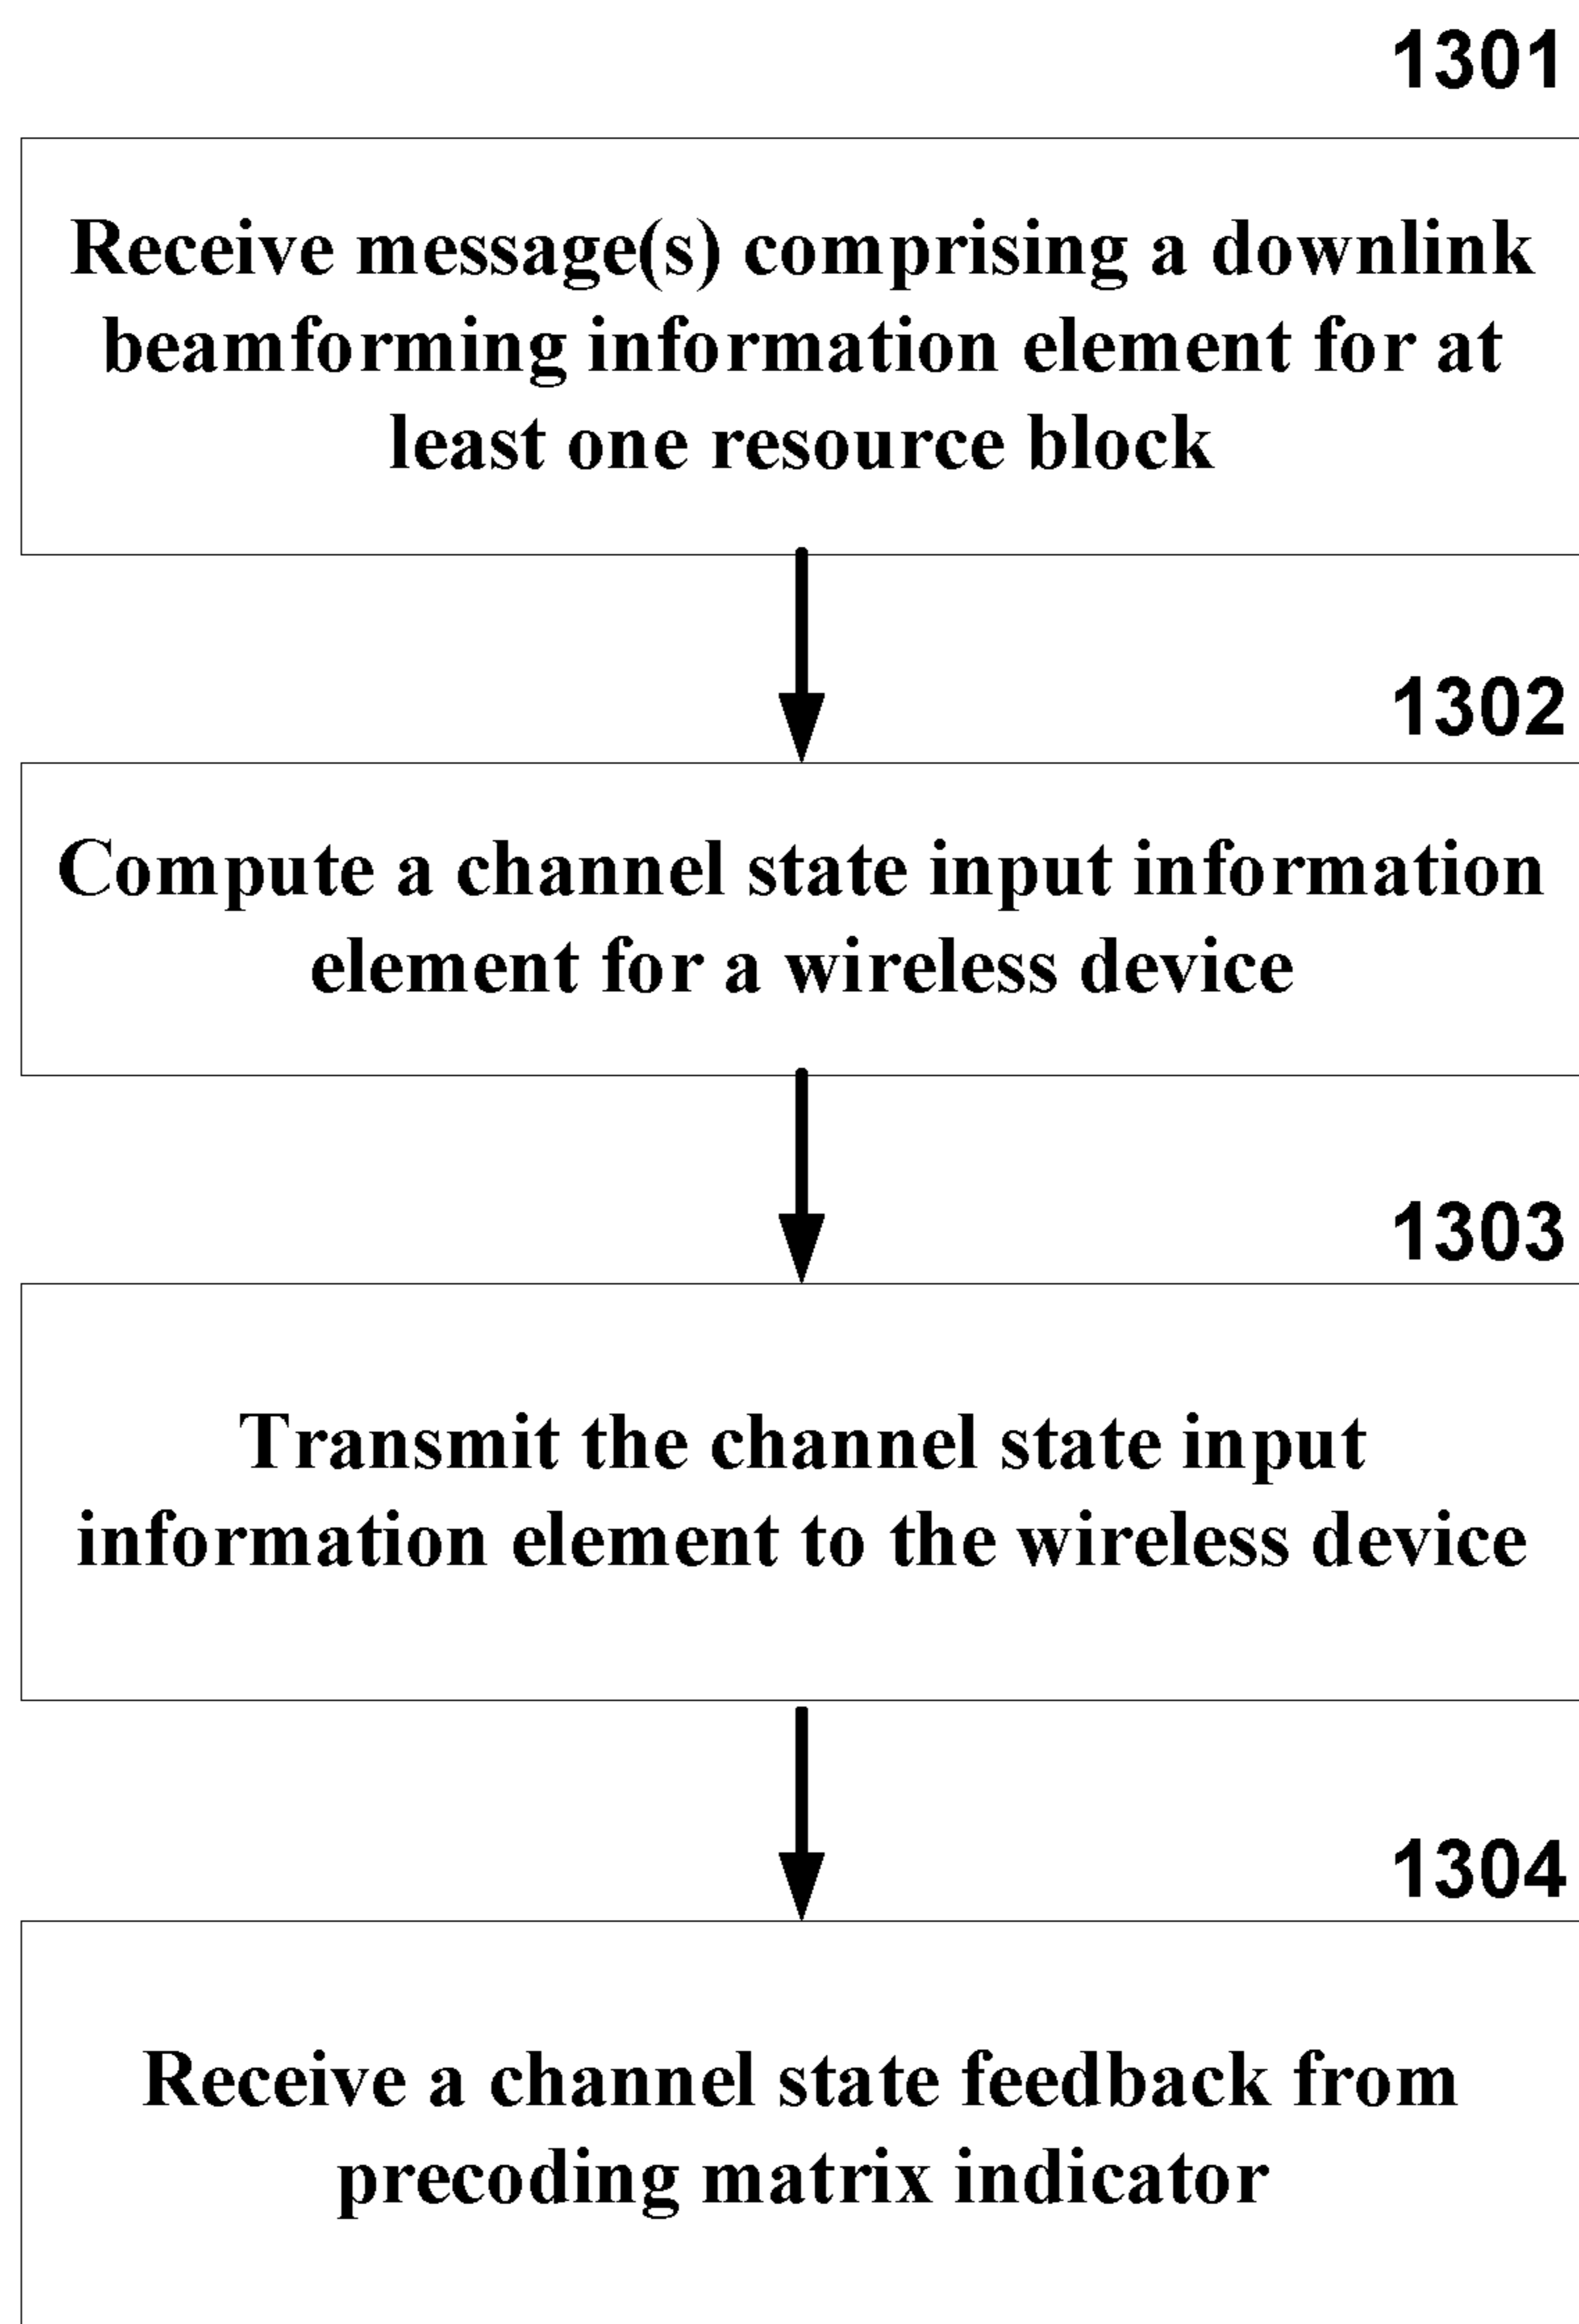 1301
Receive message(s) comprising a downlink
beamforming information element for at
least one resource block
1302
Compute a channel state input information
element for a wireless device
1303
Transmit the channel state input
information element to the wireless device
1304
Receive a channel state feedback from
precoding matrix indicator